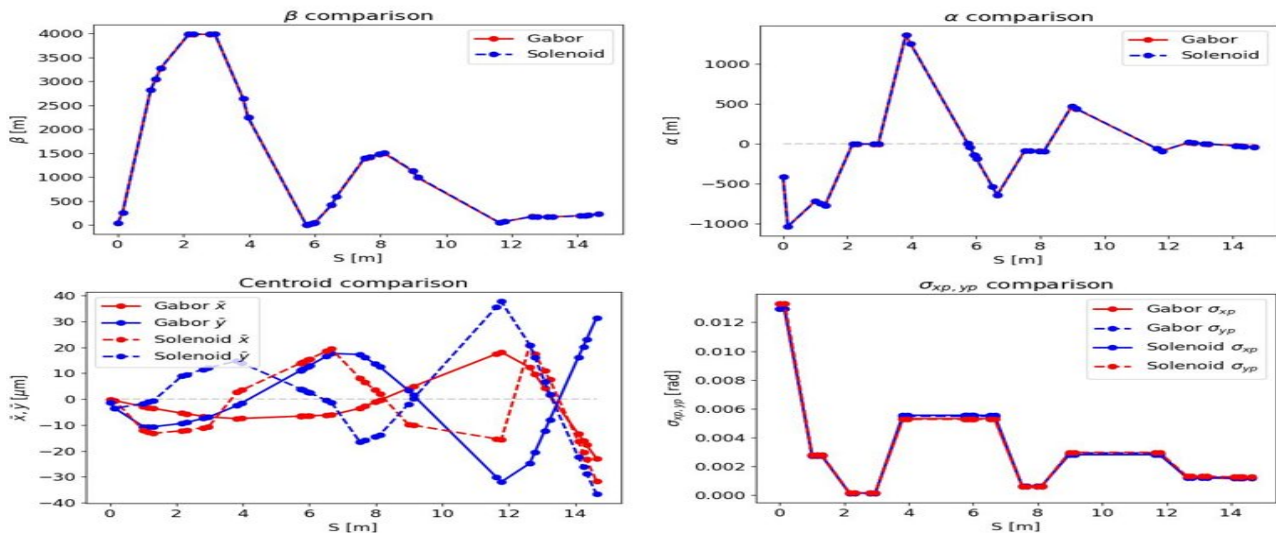 β comparison
β [m]
4000
3500
3000
2500
2000
1500
1000
500
0
0 2 4 6 8 10 12 14
S [m]
Gabor
Solenoid
α comparison
α [m]
1000
500
0
−500
−1000
0 2 4 6 8 10 12 14
S [m]
Gabor
Solenoid
Centroid comparison
x̄, ȳ [μm]
40
30
20
10
0
−10
−20
−30
−40
0 2 4 6 8 10 12 14
S [m]
Gabor x̄
Gabor ȳ
Solenoid x̄
Solenoid ȳ
σxp, yp comparison
σxp,yp [rad]
0.012
0.010
0.008
0.006
0.004
0.002
0.000
0 2 4 6 8 10 12 14
S [m]
Gabor σxp
Gabor σyp
Solenoid σxp
Solenoid σyp